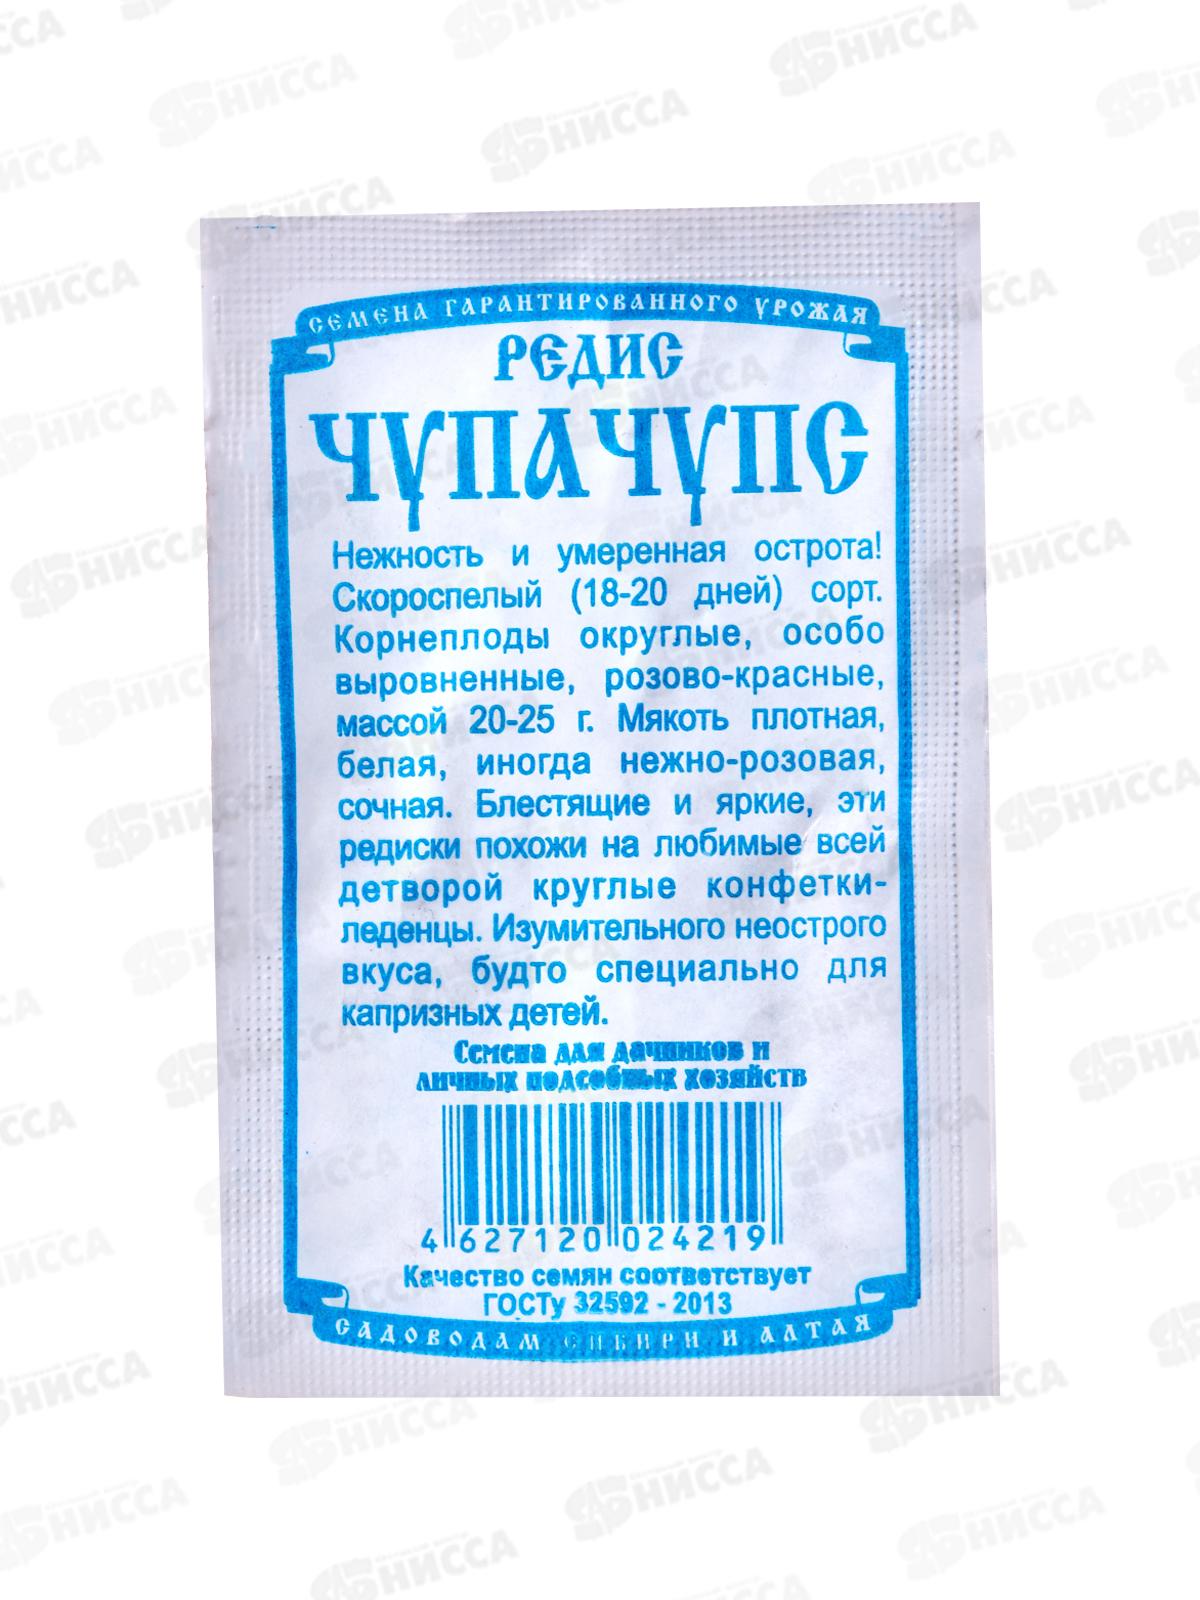 СЕМЕНА ГАРАНТИРОВАННОГО УРОЖАЯ
РЕДИС
ЧУПА ЧУПС
Нежность и умеренная острота!
Скороспелый (18-20 дней) сорт.
Корнеплоды округлые, особо
выровненные, розово-красные,
массой 20-25 г. Мякоть плотная,
белая, иногда нежно-розовая,
сочная. Блестящие и яркие, эти
редиски похожи на любимые всей
детворой круглые конфетки-
леденцы. Изумительного неострого
вкуса, будто специально для
капризных детей.
Семена для дачников и
личных подсобных хозяйств
4 627120 024219
Качество семян соответствует
ГОСТу 32592 - 2013
САДОВОДАМ СИБИРИ И АЛТАЯ